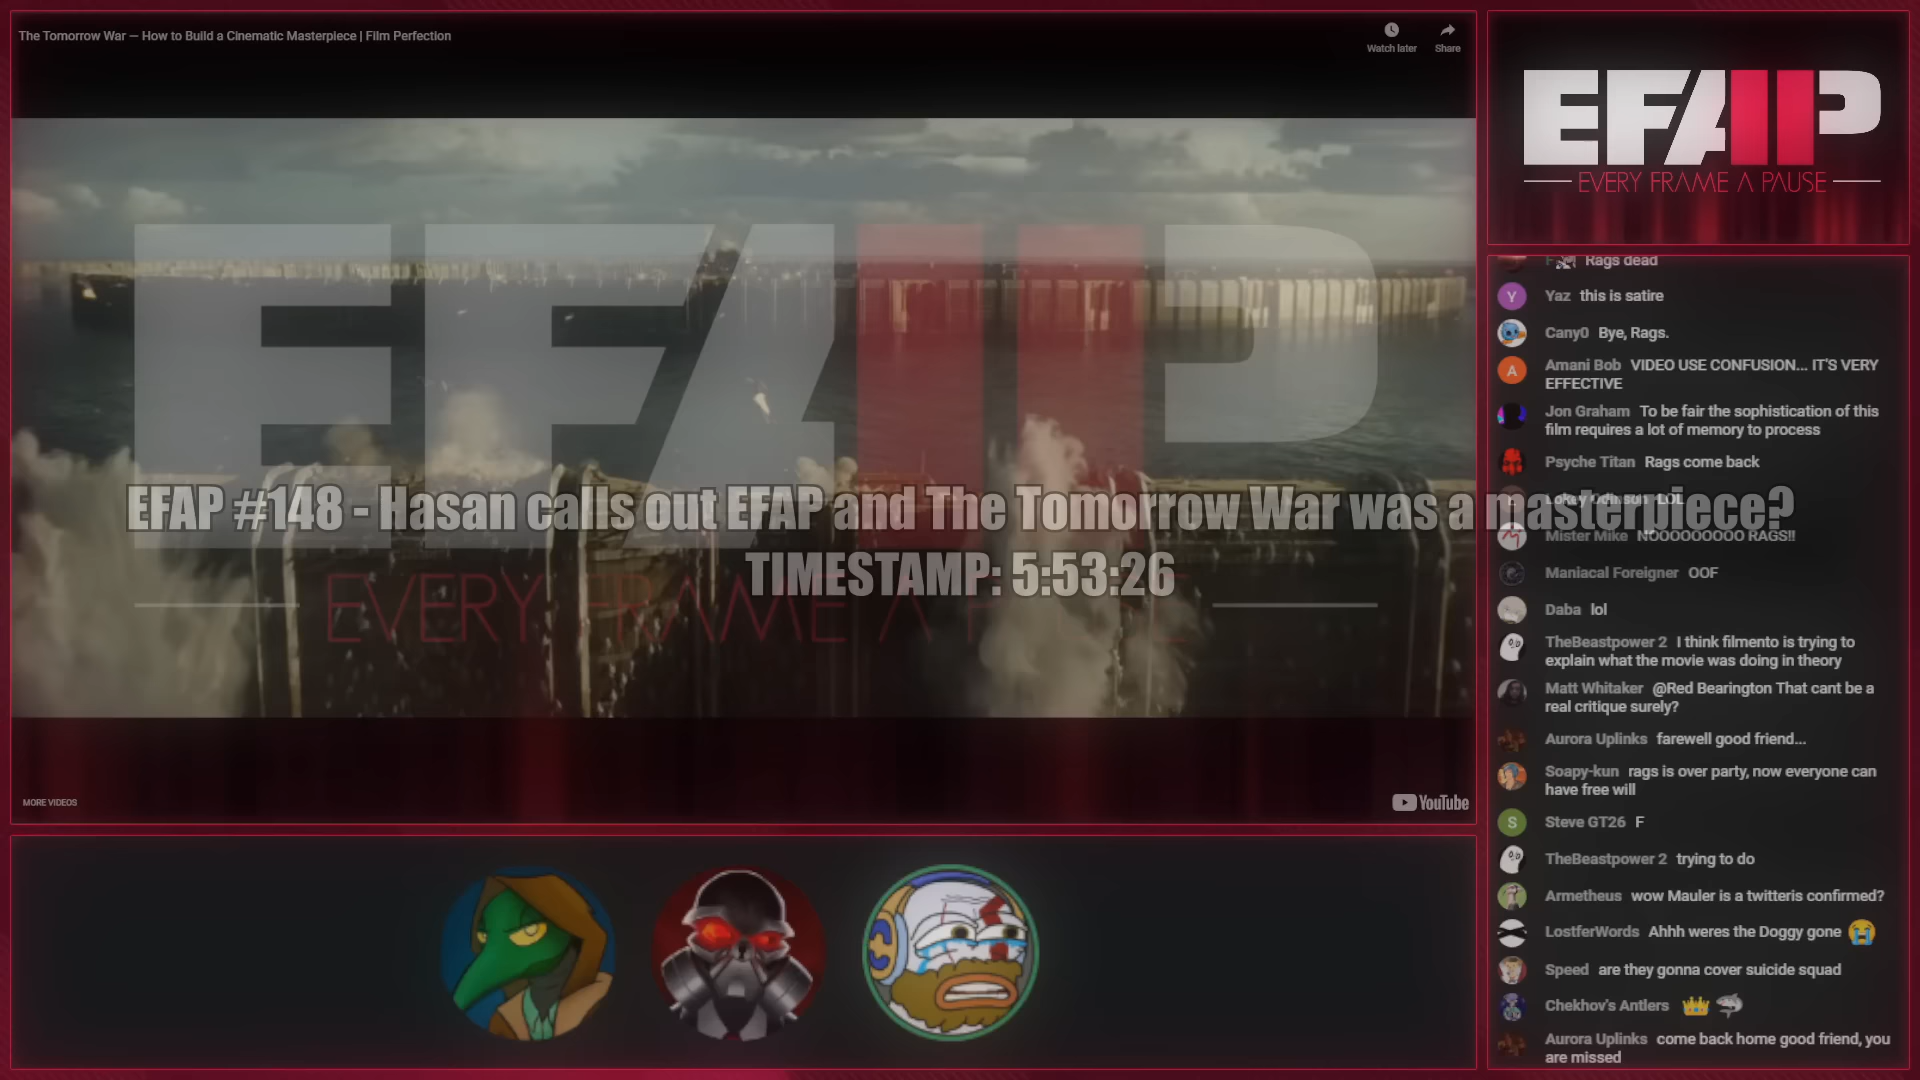 The Tomorrow War — How to Build a Cinematic Masterpiece | Film Perfection
Watch later
Share
EFAP
EVERY FRAME A PAUSE
EFAP
EVERY FRAME A PAUSE
EFAP #148 - Hasan calls out EFAP and The Tomorrow War was a masterpiece?
TIMESTAMP: 5:53:26
MORE VIDEOS
YouTube
Rags dead
Y Yaz this is satire
Cany0 Bye, Rags.
A Amani Bob VIDEO USE CONFUSION... IT'S VERY
EFFECTIVE
Jon Graham To be fair the sophistication of this
film requires a lot of memory to process
Psyche Titan Rags come back
Lokey Odinson LOL
Mister Mike NOOOOOOOOO RAGS!!
Maniacal Foreigner OOF
Daba lol
TheBeastpower 2 I think filmento is trying to
explain what the movie was doing in theory
Matt Whitaker @Red Bearington That cant be a
real critique surely?
Aurora Uplinks farewell good friend...
Soapy-kun rags is over party, now everyone can
have free will
S Steve GT26 F
TheBeastpower 2 trying to do
Armetheus wow Mauler is a twitteris confirmed?
LostferWords Ahhh weres the Doggy gone 😭
Speed are they gonna cover suicide squad
Chekhov's Antlers 👑 🦈
Aurora Uplinks come back home good friend, you
are missed